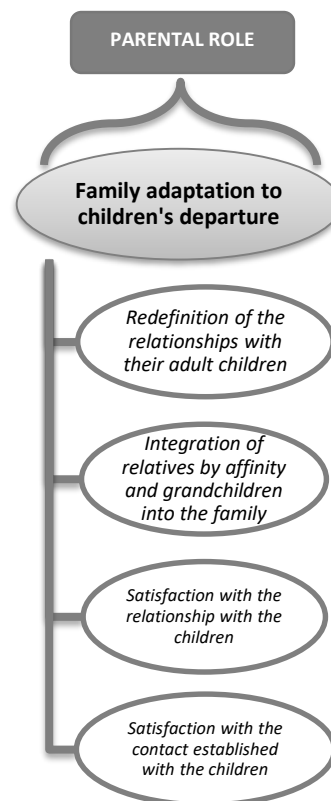 PARENTAL ROLE
Family adaptation to
children's departure
Redefinition of the
relationships with
their adult children
Integration of
relatives by affinity
and grandchildren
into the family
Satisfaction with the
relationship with the
children
Satisfaction with the
contact established
with the children